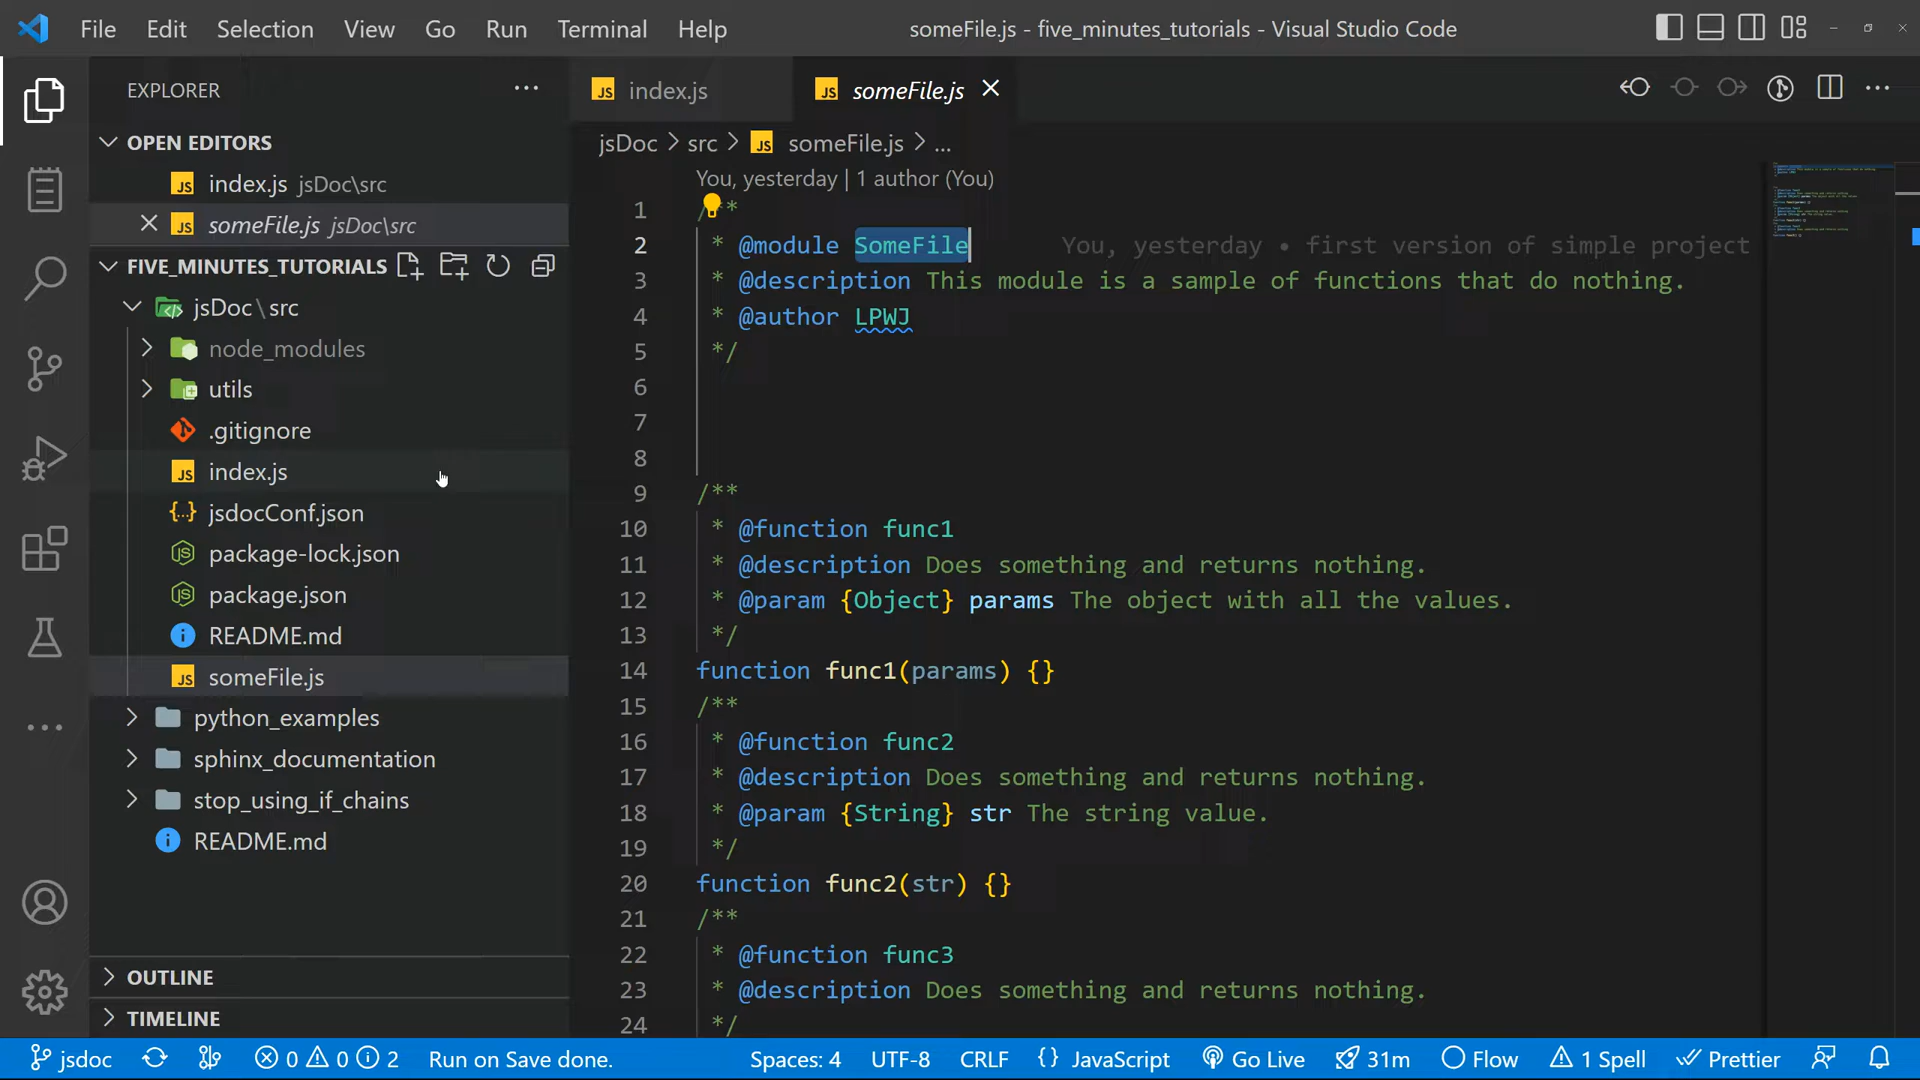 File Edit Selection View Go Run Terminal Help someFile.js - five_minutes_tutorials - Visual Studio Code
EXPLORER
OPEN EDITORS
JS index.js jsDoc\src
JS someFile.js jsDoc\src
FIVE_MINUTES_TUTORIALS
jsDoc \ src
node_modules
utils
.gitignore
JS index.js
{..} jsdocConf.json
JS package-lock.json
JS package.json
README.md
JS someFile.js
python_examples
sphinx_documentation
stop_using_if_chains
README.md
OUTLINE
TIMELINE
JS index.js JS someFile.js
jsDoc > src > JS someFile.js > ...
You, yesterday | 1 author (You)
1 /**
2 * @module SomeFile You, yesterday • first version of simple project
3 * @description This module is a sample of functions that do nothing.
4 * @author LPWJ
5 */
6
7
8
9 /**
10 * @function func1
11 * @description Does something and returns nothing.
12 * @param {Object} params The object with all the values.
13 */
14 function func1(params) {}
15 /**
16 * @function func2
17 * @description Does something and returns nothing.
18 * @param {String} str The string value.
19 */
20 function func2(str) {}
21 /**
22 * @function func3
23 * @description Does something and returns nothing.
24 */
jsdoc 0 0 2 Run on Save done. Spaces: 4 UTF-8 CRLF {} JavaScript Go Live 31m Flow 1 Spell Prettier